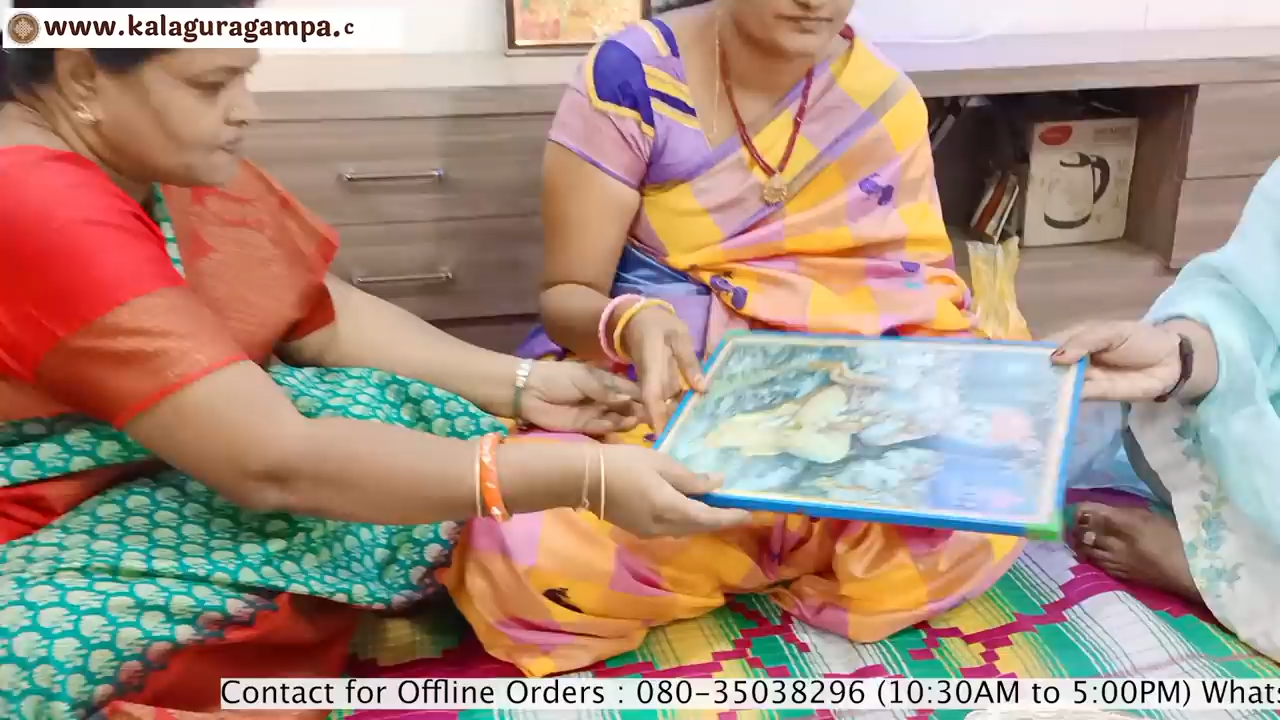 www.kalaguragampa.c
Contact for Offline Orders : 080-35038296 (10:30AM to 5:00PM) Whats